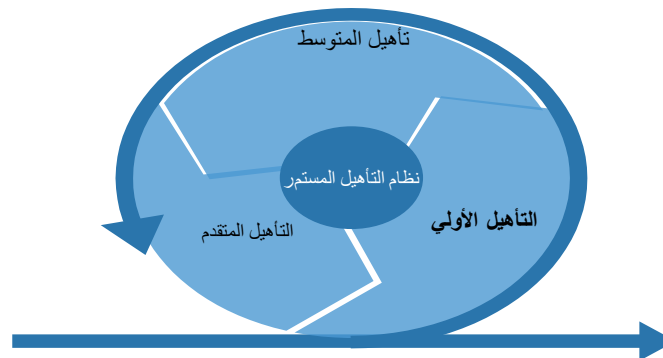 تأهيل المتوسط
نظام التأهيل المستمر
التأهيل الأولي
التأهيل المتقدم